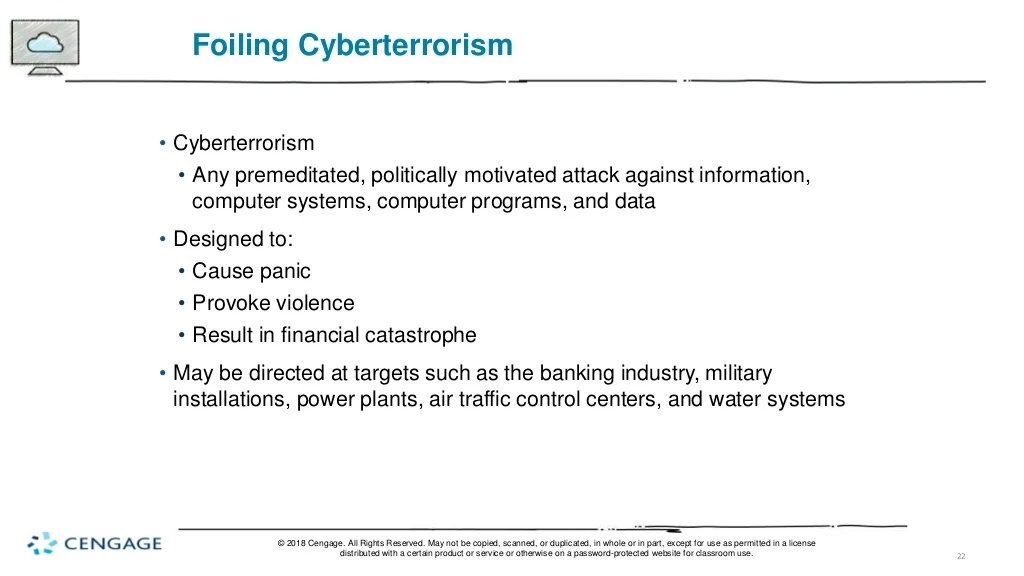 Foiling Cyberterrorism
• Cyberterrorism
• Any premeditated, politically motivated attack against information,
computer systems, computer programs, and data
• Designed to:
• Cause panic
• Provoke violence
• Result in financial catastrophe
• May be directed at targets such as the banking industry, military
installations, power plants, air traffic control centers, and water systems
CENGAGE
© 2018 Cengage. All Rights Reserved. May not be copied, scanned, or duplicated, in whole or in part, except for use as permitted in a license
distributed with a certain product or service or otherwise on a password-protected website for classroom use.
22